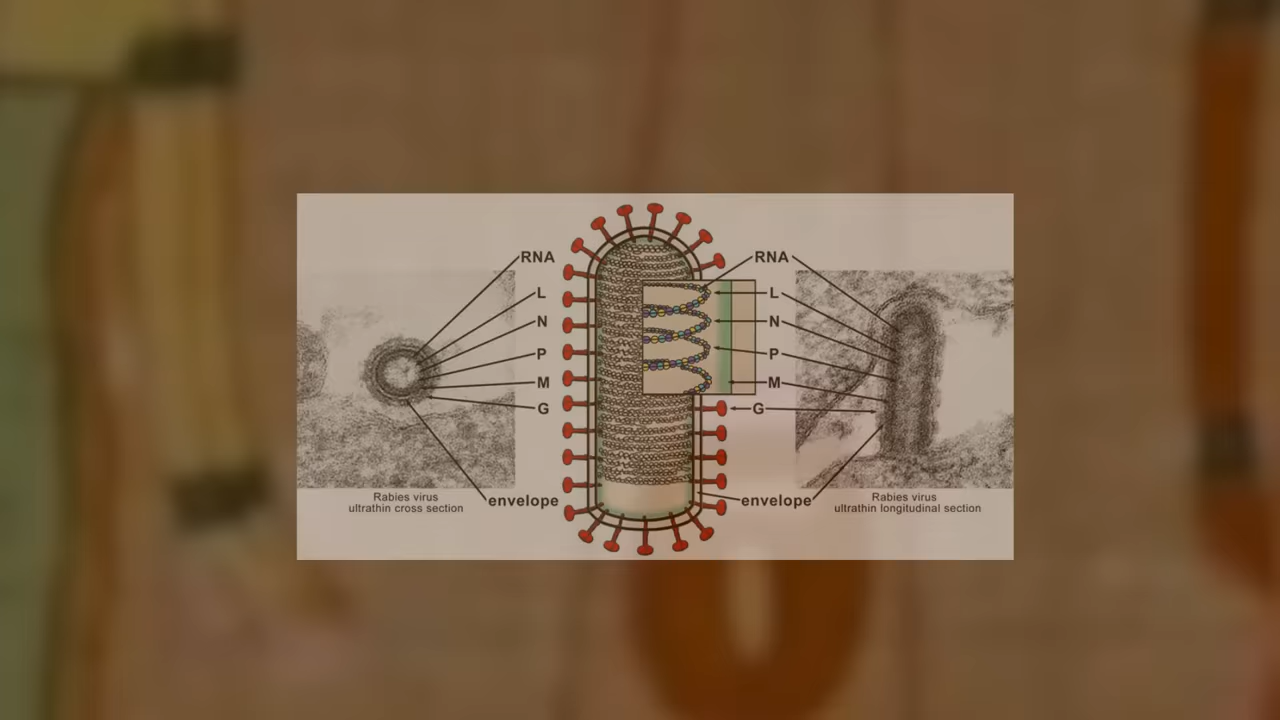 RNA
L
N
P
M
G
envelope
Rabies virus
ultrathin cross section
RNA
L
N
P
M
G
envelope
Rabies virus
ultrathin longitudinal section